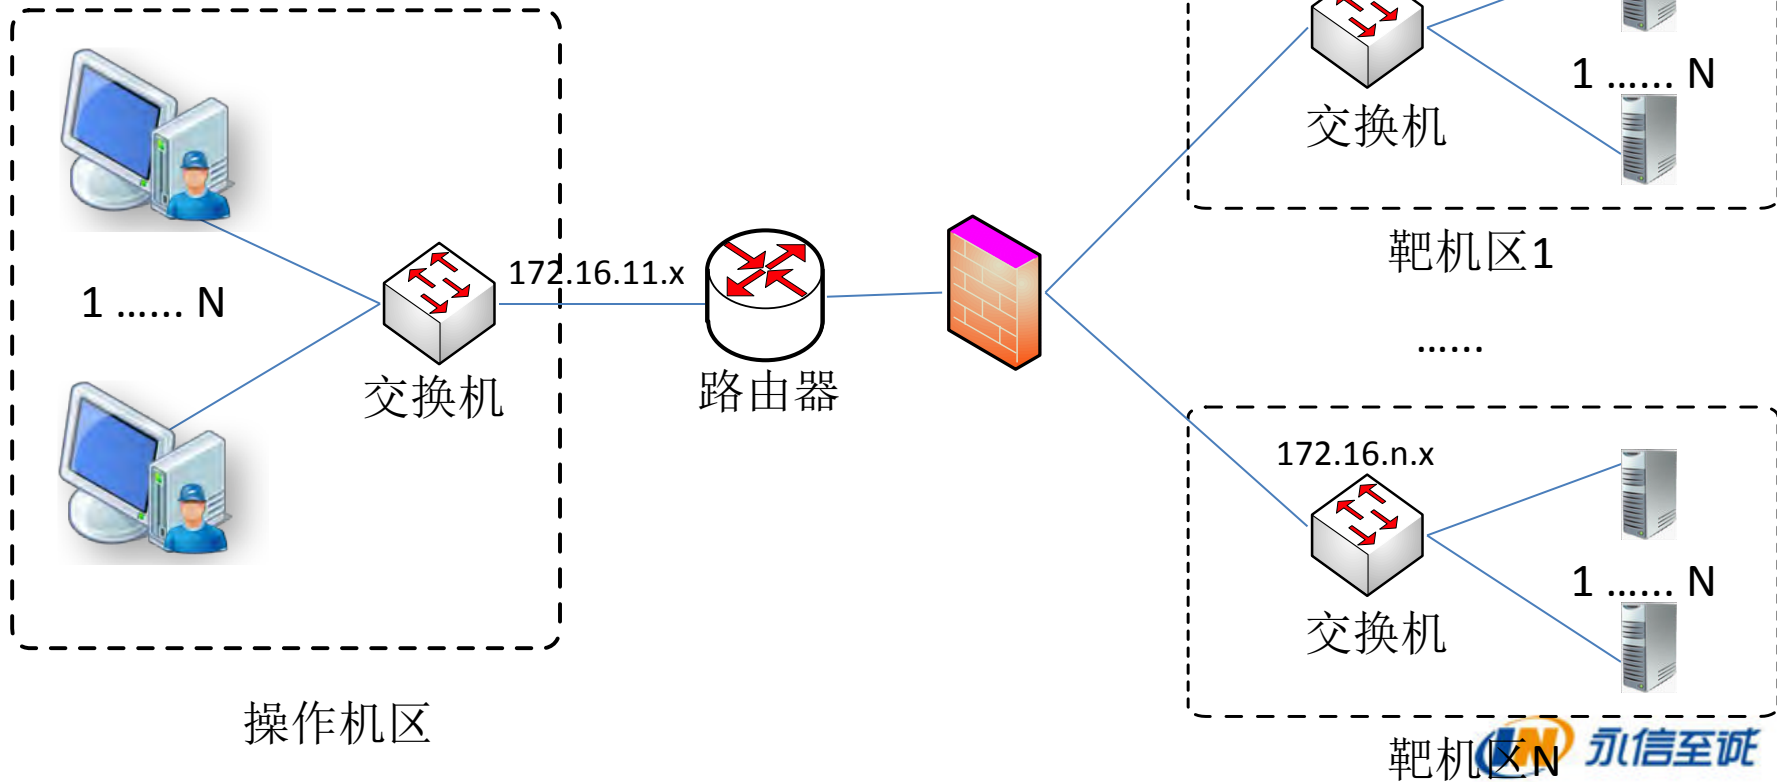 1 ...... N
交换机
靶机区1
172.16.11.x
1 ...... N
交换机
路由器
......
172.16.n.x
1 ...... N
交换机
操作机区
靶机区N
永信至诚